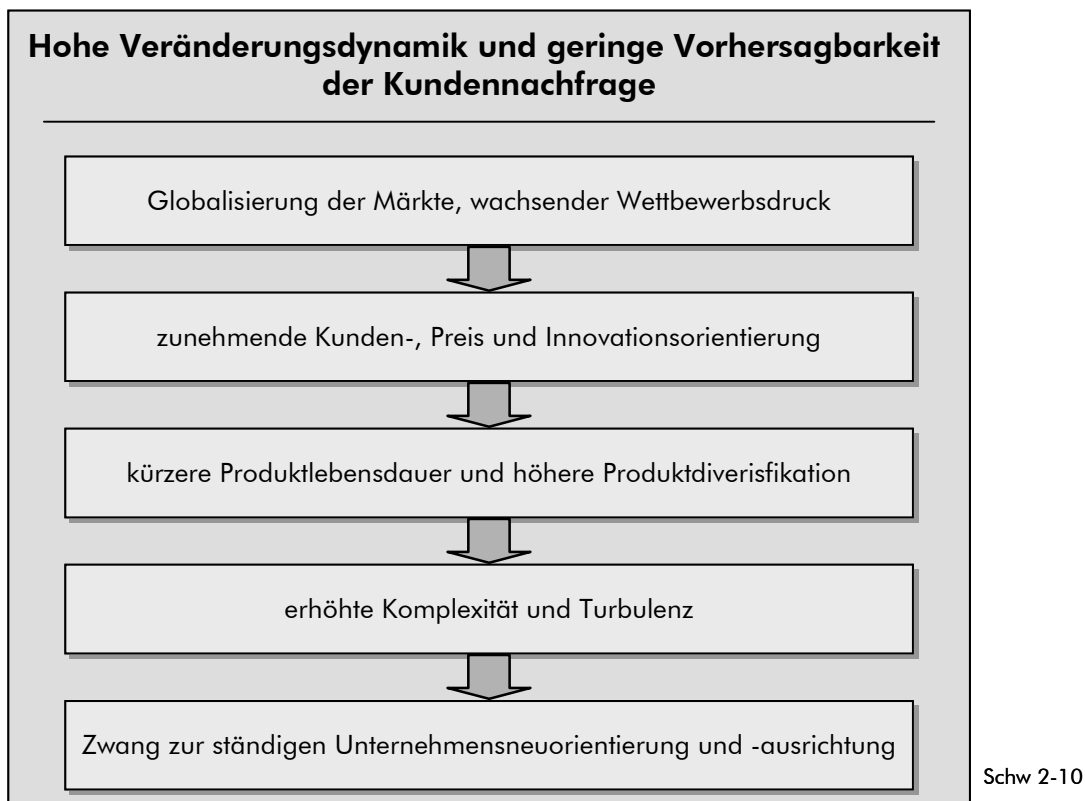 Hohe Veränderungsdynamik und geringe Vorhersagbarkeit
der Kundennachfrage
Globalisierung der Märkte, wachsender Wettbewerbsdruck
zunehmende Kunden-, Preis und Innovationsorientierung
kürzere Produktlebensdauer und höhere Produktdiverisfikation
erhöhte Komplexität und Turbulenz
Zwang zur ständigen Unternehmensneuorientierung und -ausrichtung
Schw 2-10